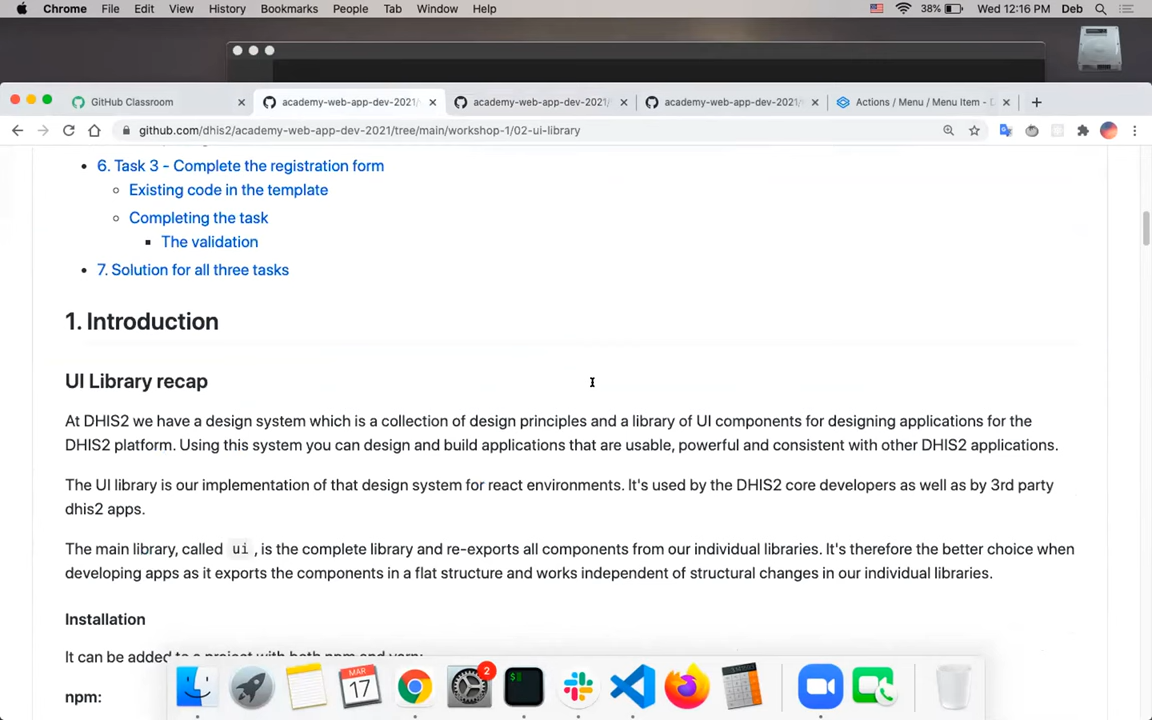 Chrome File Edit View History Bookmarks People Tab Window Help 38% Wed 12:16 PM Deb
GitHub Classroom academy-web-app-dev-2021/ academy-web-app-dev-2021/ academy-web-app-dev-2021/ Actions / Menu / Menu Item - D
github.com/dhis2/academy-web-app-dev-2021/tree/main/workshop-1/02-ui-library
6. Task 3 - Complete the registration form
Existing code in the template
Completing the task
The validation
7. Solution for all three tasks
1. Introduction
UI Library recap
At DHIS2 we have a design system which is a collection of design principles and a library of UI components for designing applications for the
DHIS2 platform. Using this system you can design and build applications that are usable, powerful and consistent with other DHIS2 applications.
The UI library is our implementation of that design system for react environments. It's used by the DHIS2 core developers as well as by 3rd party
dhis2 apps.
The main library, called ui , is the complete library and re-exports all components from our individual libraries. It's therefore the better choice when
developing apps as it exports the components in a flat structure and works independent of structural changes in our individual libraries.
Installation
It can be added to a project with both npm and yarn:
npm:
MAR
17
2